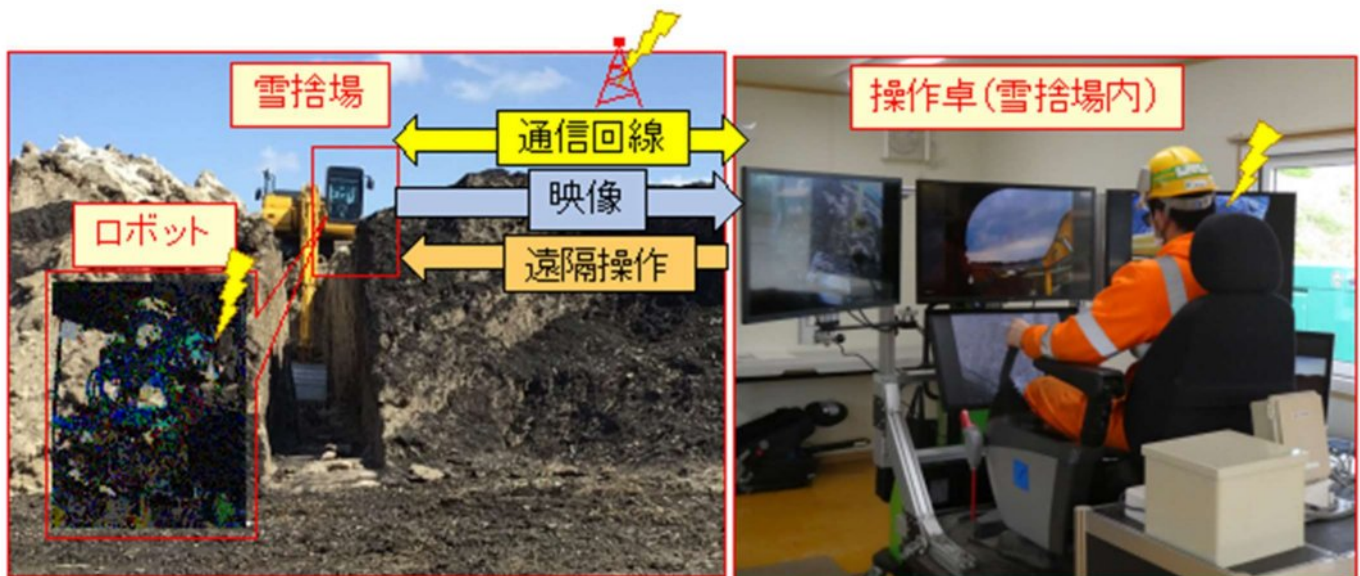 雪捨場
操作卓(雪捨場内)
通信回線
映像
ロボット
遠隔操作